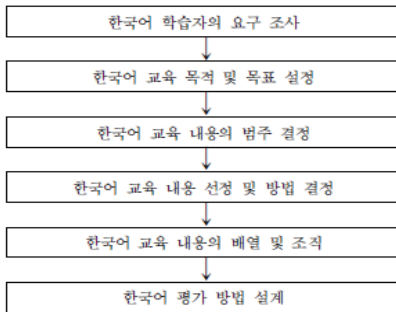 한국어 학습자의 요구 조사
한국어 교육 목적 및 목표 설정
한국어 교육 내용의 범주 결정
한국어 교육 내용 선정 및 방법 결정
한국어 교육 내용의 배열 및 조직
한국어 평가 방법 설계